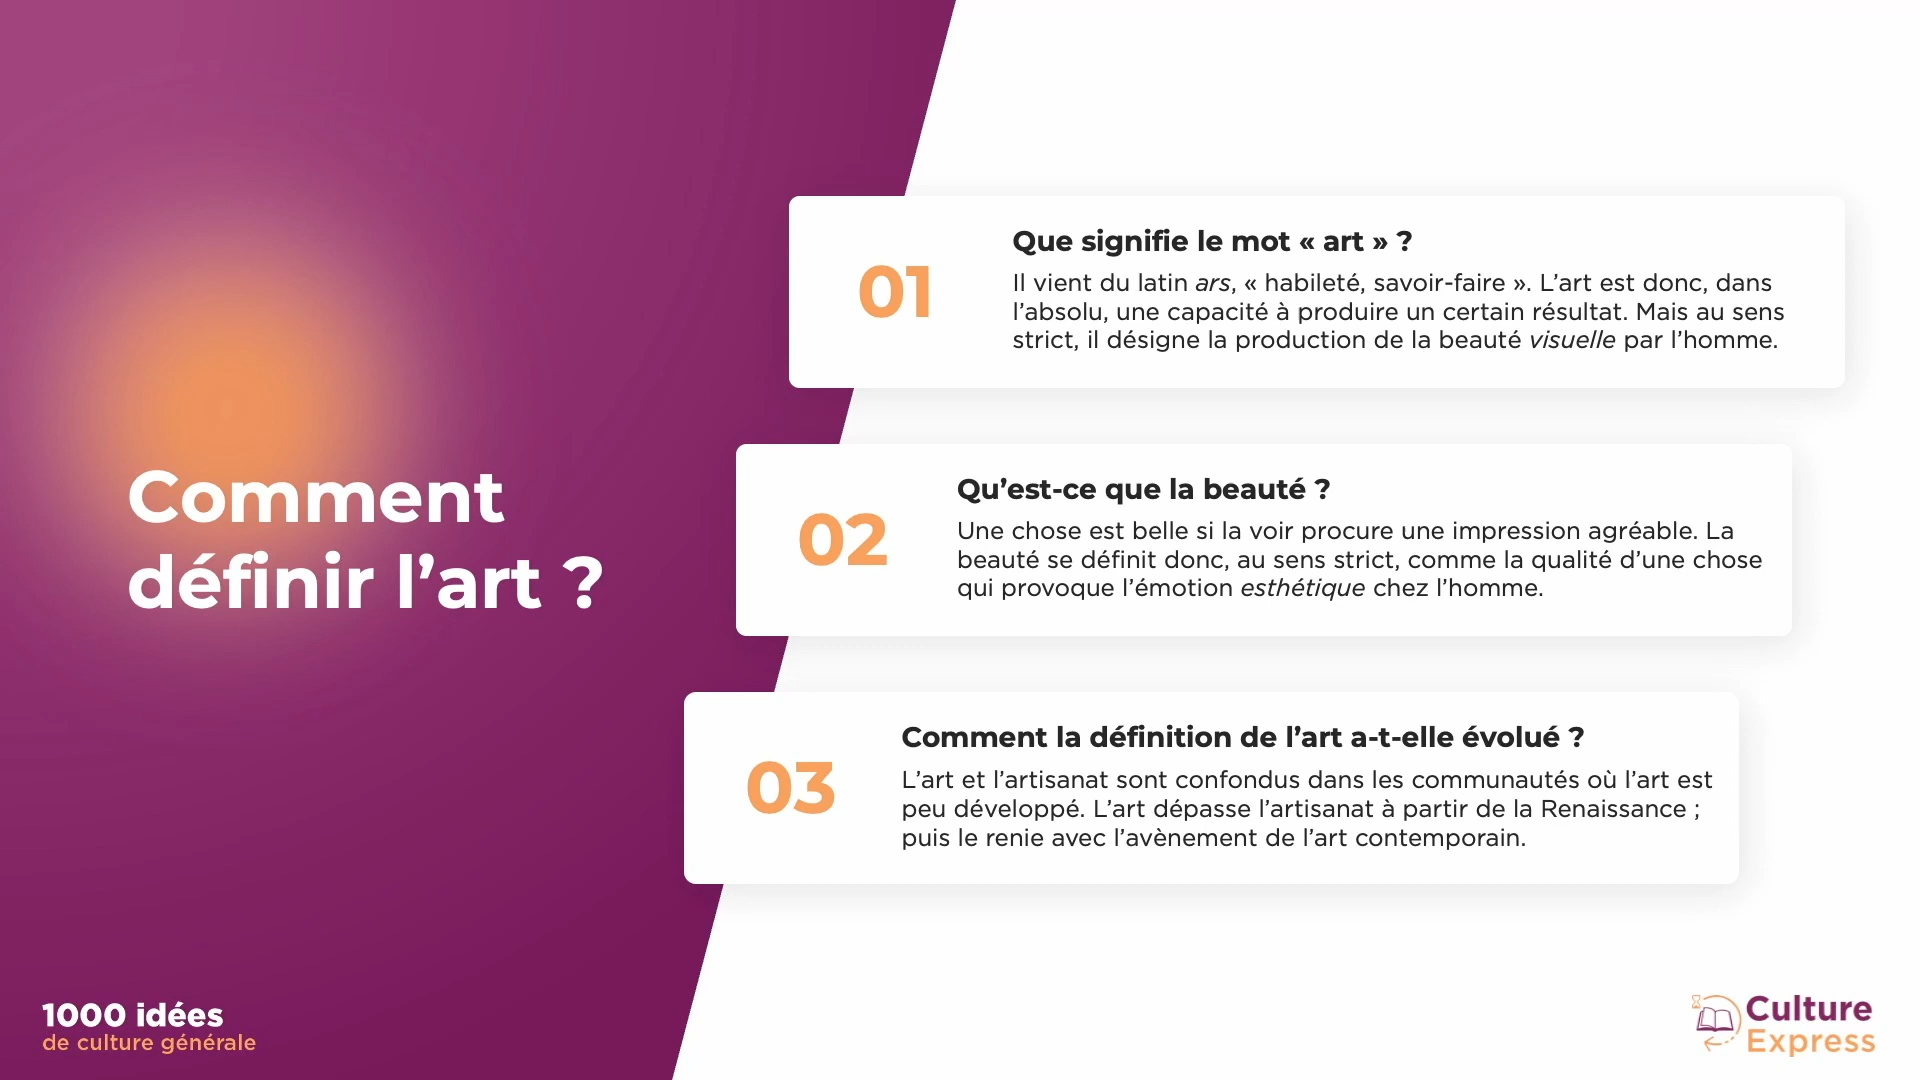 Comment
définir l’art ?
01
Que signifie le mot « art » ?
Il vient du latin ars, « habileté, savoir-faire ». L’art est donc, dans
l’absolu, une capacité à produire un certain résultat. Mais au sens
strict, il désigne la production de la beauté visuelle par l’homme.
02
Qu’est-ce que la beauté ?
Une chose est belle si la voir procure une impression agréable. La
beauté se définit donc, au sens strict, comme la qualité d’une chose
qui provoque l’émotion esthétique chez l’homme.
03
Comment la définition de l’art a-t-elle évolué ?
L’art et l’artisanat sont confondus dans les communautés où l’art est
peu développé. L’art dépasse l’artisanat à partir de la Renaissance ;
puis le renie avec l’avènement de l’art contemporain.
1000 idées
de culture générale
Culture
Express